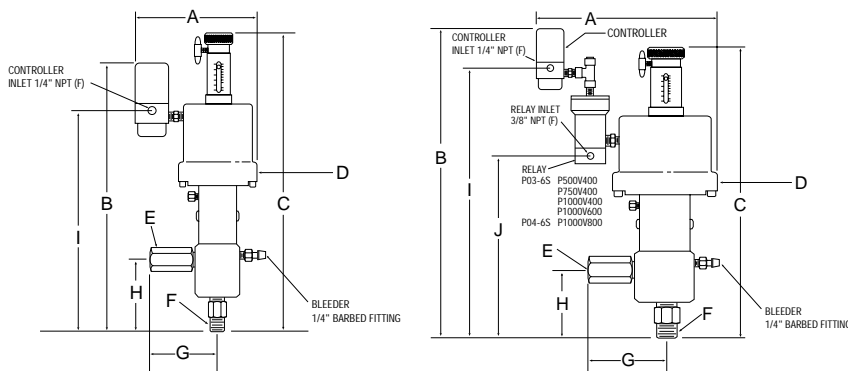 A
CONTROLLER
INLET 1/4" NPT (F)
I
B
C
D
E
H
F
G
BLEEDER
1/4" BARBED FITTING
A
CONTROLLER
INLET 1/4" NPT (F)
CONTROLLER
RELAY INLET
3/8" NPT (F)
RELAY
P03-6S P500V400
P750V400
P1000V400
P1000V600
P04-6S P1000V800
B
I
J
C
D
E
H
F
G
BLEEDER
1/4" BARBED FITTING